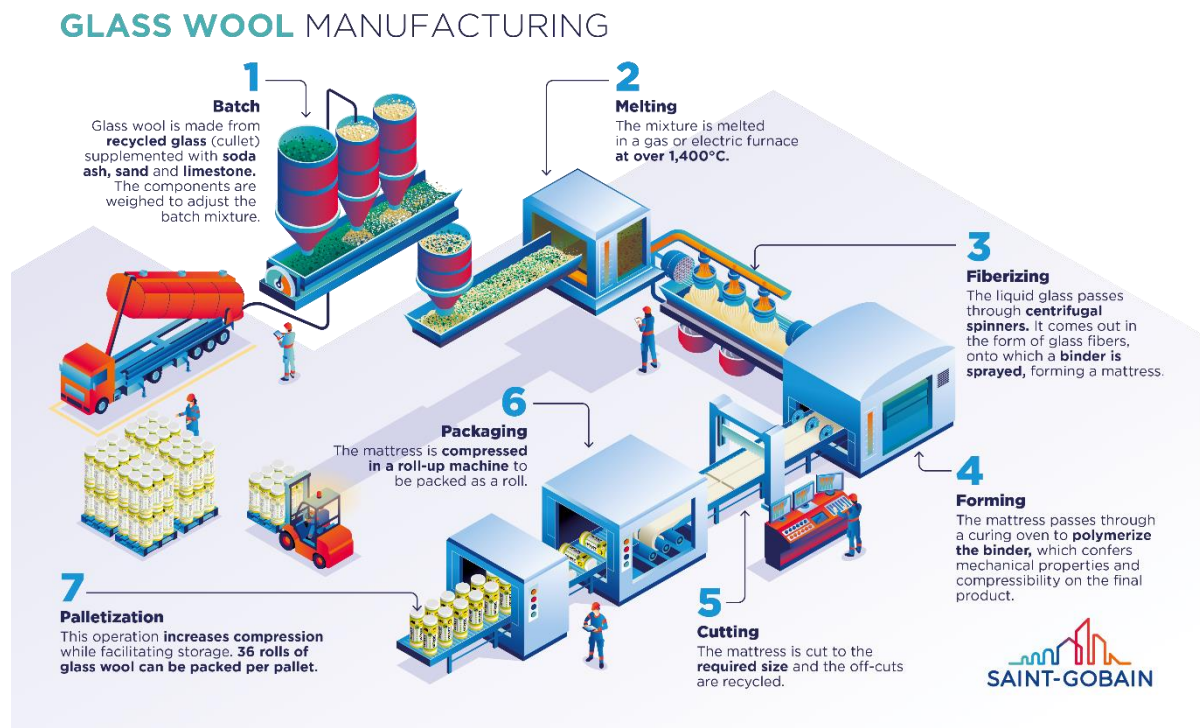 GLASS WOOL MANUFACTURING
1
Batch
Glass wool is made from
recycled glass (cullet)
supplemented with soda
ash, sand and limestone.
The components are
weighed to adjust the
batch mixture.
2
Melting
The mixture is melted
in a gas or electric furnace
at over 1,400°C.
3
Fiberizing
The liquid glass passes
through centrifugal
spinners. It comes out in
the form of glass fibers,
onto which a binder is
sprayed, forming a mattress.
4
Forming
The mattress passes through
a curing oven to polymerize
the binder, which confers
mechanical properties and
compressibility on the final
product.
5
Cutting
The mattress is cut to the
required size and the off-cuts
are recycled.
6
Packaging
The mattress is compressed
in a roll-up machine to
be packed as a roll.
7
Palletization
This operation increases compression
while facilitating storage. 36 rolls of
glass wool can be packed per pallet.
SAINT-GOBAIN